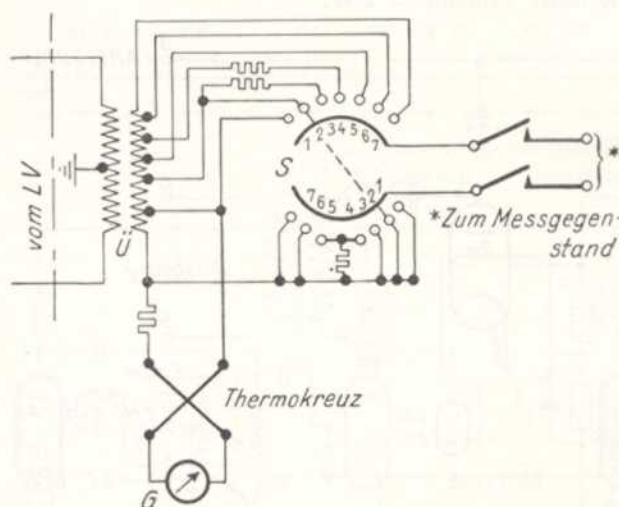 vom LV
Ü
S
1 2 3 4 5 6 7
7 6 5 4 3 2 1
* 
*Zum Messgegen-
stand
Thermokreuz
G